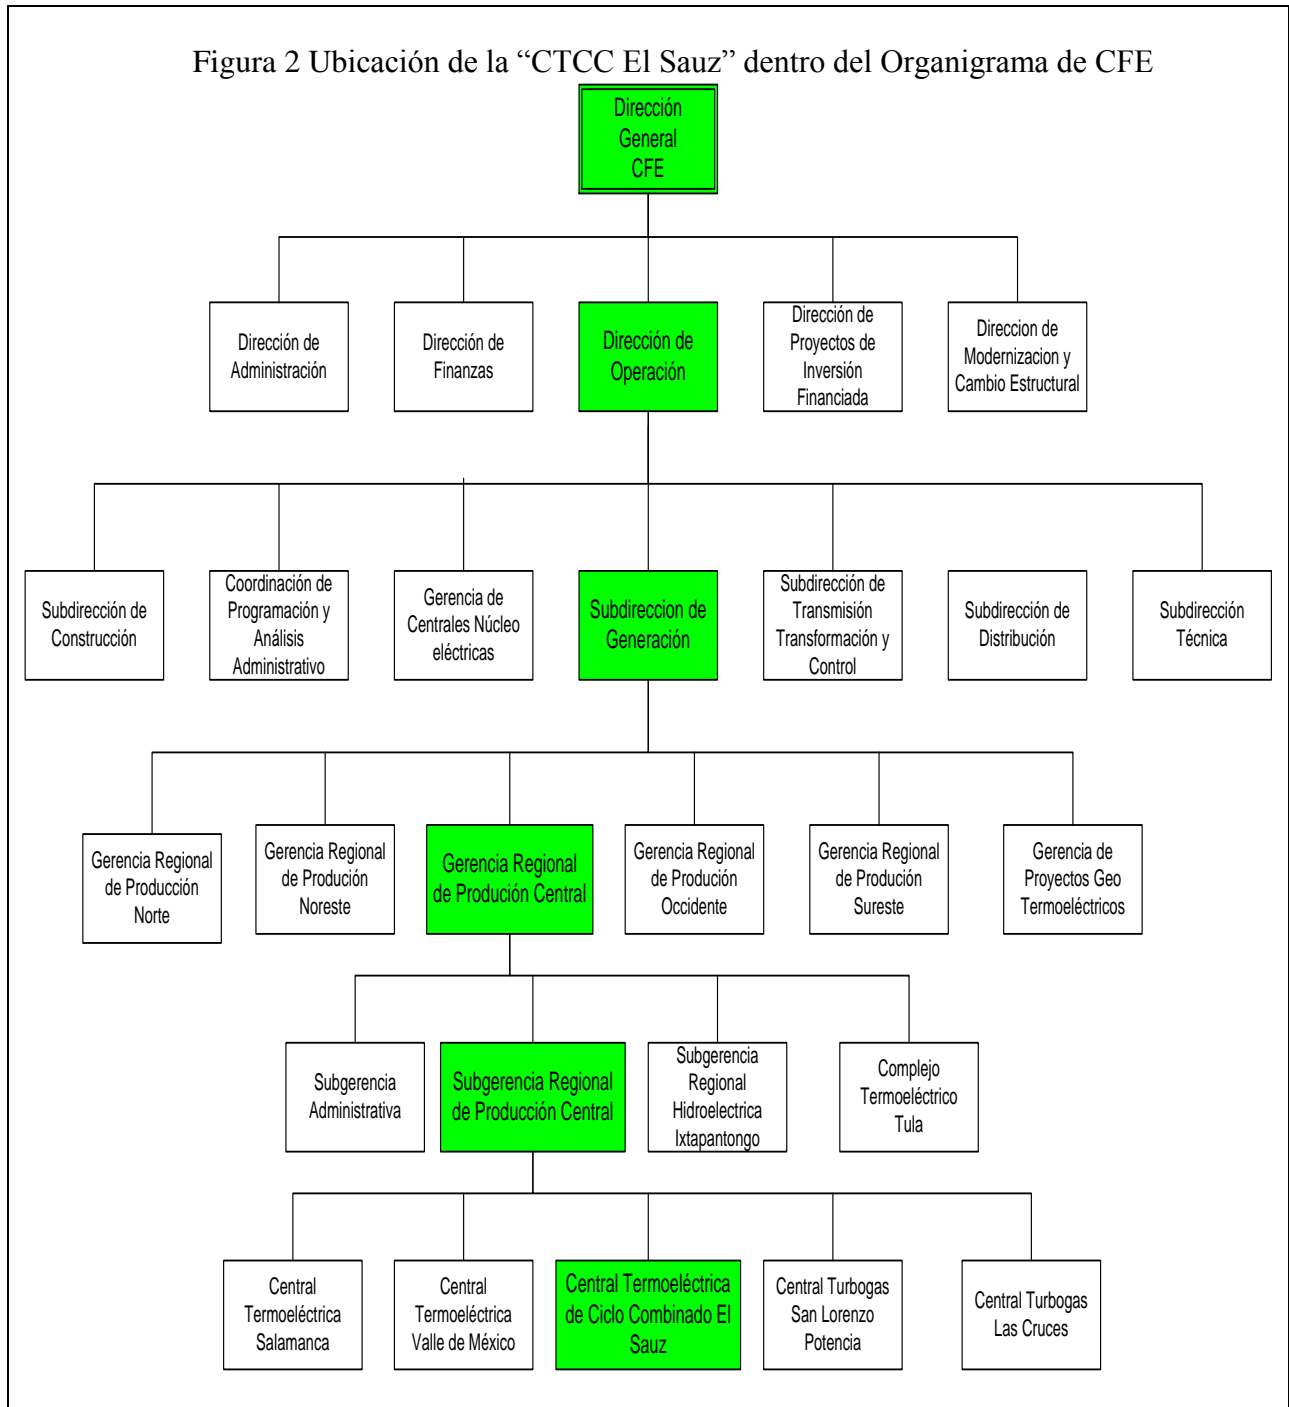 Figura 2 Ubicación de la “CTCC El Sauz” dentro del Organigrama de CFE
Dirección
General
CFE
Dirección de
Administración
Dirección de
Finanzas
Dirección de
Operación
Dirección de
Proyectos de
Inversión
Financiada
Direccion de
Modernizacion y
Cambio Estructural
Subdirección de
Construcción
Coordinación de
Programación y
Análisis
Administrativo
Gerencia de
Centrales Núcleo
eléctricas
Subdireccion de
Generación
Subdirección de
Transmisión
Transformación y
Control
Subdirección de
Distribución
Subdirección
Técnica
Gerencia Regional
de Producción
Norte
Gerencia Regional
de Produción
Noreste
Gerencia Regional
de Produción Central
Gerencia Regional
de Produción
Occidente
Gerencia Regional
de Produción
Sureste
Gerencia de
Proyectos Geo
Termoeléctricos
Subgerencia
Administrativa
Subgerencia Regional
de Producción Central
Subgerencia
Regional
Hidroelectrica
Ixtapantongo
Complejo
Termoeléctrico
Tula
Central
Termoeléctrica
Salamanca
Central
Termoeléctrica
Valle de México
Central Termoeléctrica
de Ciclo Combinado El
Sauz
Central Turbogas
San Lorenzo
Potencia
Central Turbogas
Las Cruces